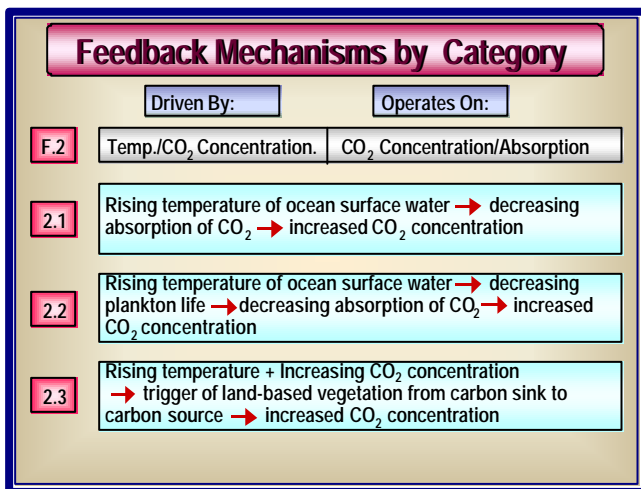 Feedback Mechanisms by Category
Driven By: Operates On:
F.2 Temp./CO₂ Concentration. CO₂ Concentration/Absorption
2.1 Rising temperature of ocean surface water → decreasing
absorption of CO₂ → increased CO₂ concentration
2.2 Rising temperature of ocean surface water → decreasing
plankton life → decreasing absorption of CO₂ → increased
CO₂ concentration
2.3 Rising temperature + Increasing CO₂ concentration
→ trigger of land-based vegetation from carbon sink to
carbon source → increased CO₂ concentration